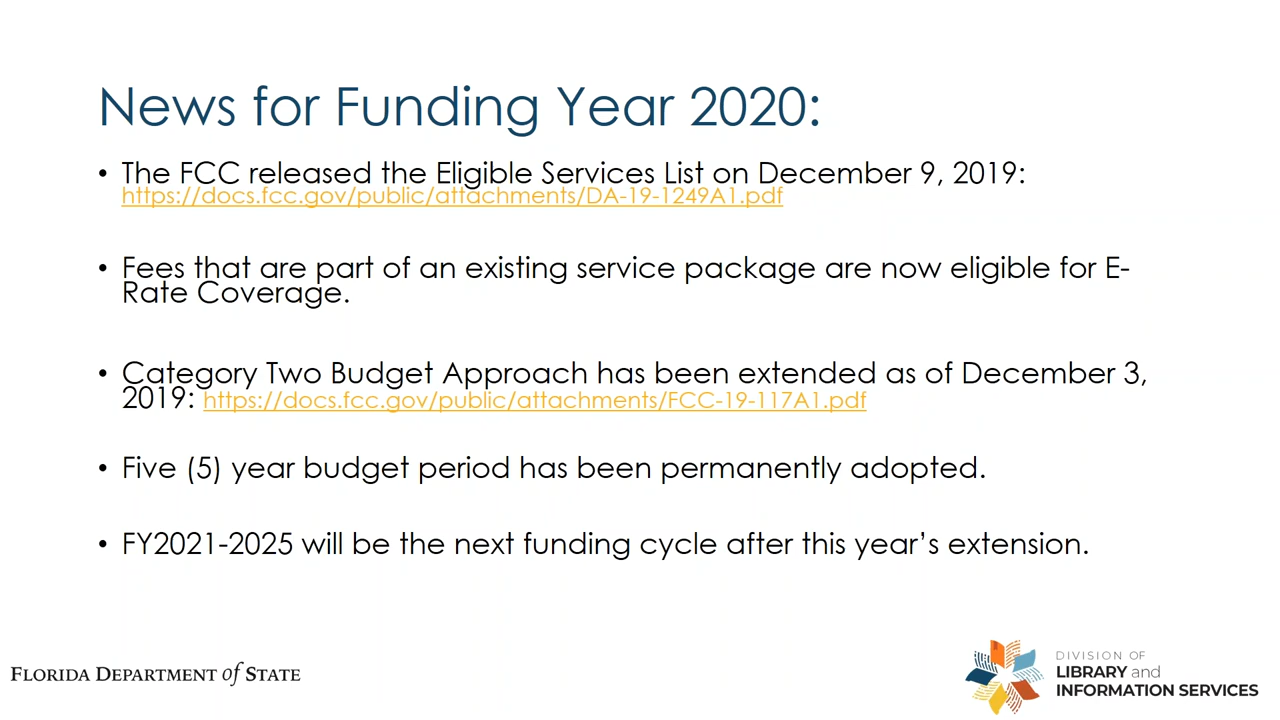 News for Funding Year 2020:
• The FCC released the Eligible Services List on December 9, 2019:
https://docs.fcc.gov/public/attachments/DA-19-1249A1.pdf
• Fees that are part of an existing service package are now eligible for E-
Rate Coverage.
• Category Two Budget Approach has been extended as of December 3,
2019: https://docs.fcc.gov/public/attachments/FCC-19-117A1.pdf
• Five (5) year budget period has been permanently adopted.
• FY2021-2025 will be the next funding cycle after this year’s extension.
FLORIDA DEPARTMENT of STATE
DIVISION OF
LIBRARY and
INFORMATION SERVICES